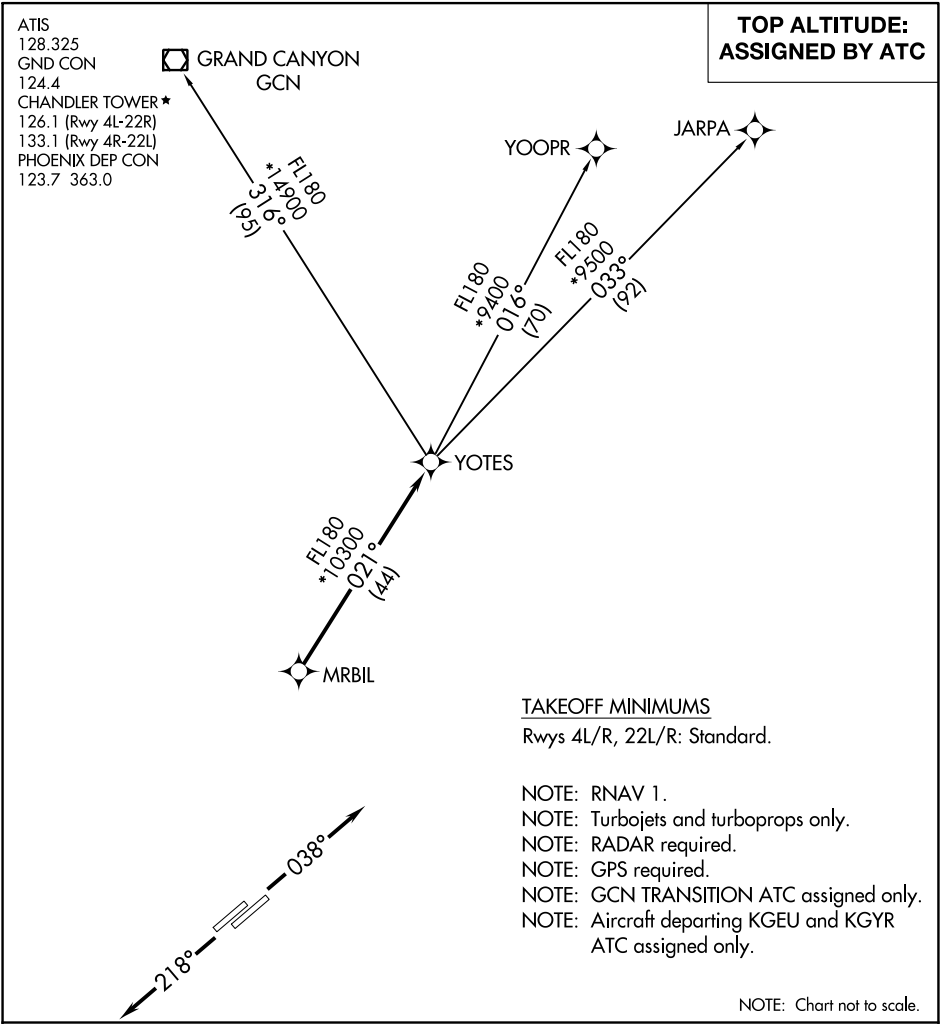 ATIS
128.325
GND CON
124.4
CHANDLER TOWER ★
126.1 (Rwy 4L-22R)
133.1 (Rwy 4R-22L)
PHOENIX DEP CON
123.7 363.0
GRAND CANYON
GCN
TOP ALTITUDE:
ASSIGNED BY ATC
YOOPR
JARPA
FL180
*14900
316°
(95)
FL180
*9400
016°
(70)
FL180
*9500
033°
(92)
YOTES
FL180
*10300
021°
(44)
MRBIL
TAKEOFF MINIMUMS
Rwys 4L/R, 22L/R: Standard.
NOTE: RNAV 1.
NOTE: Turbojets and turboprops only.
NOTE: RADAR required.
NOTE: GPS required.
NOTE: GCN TRANSITION ATC assigned only.
NOTE: Aircraft departing KGEU and KGYR
ATC assigned only.
038°
218°
NOTE: Chart not to scale.